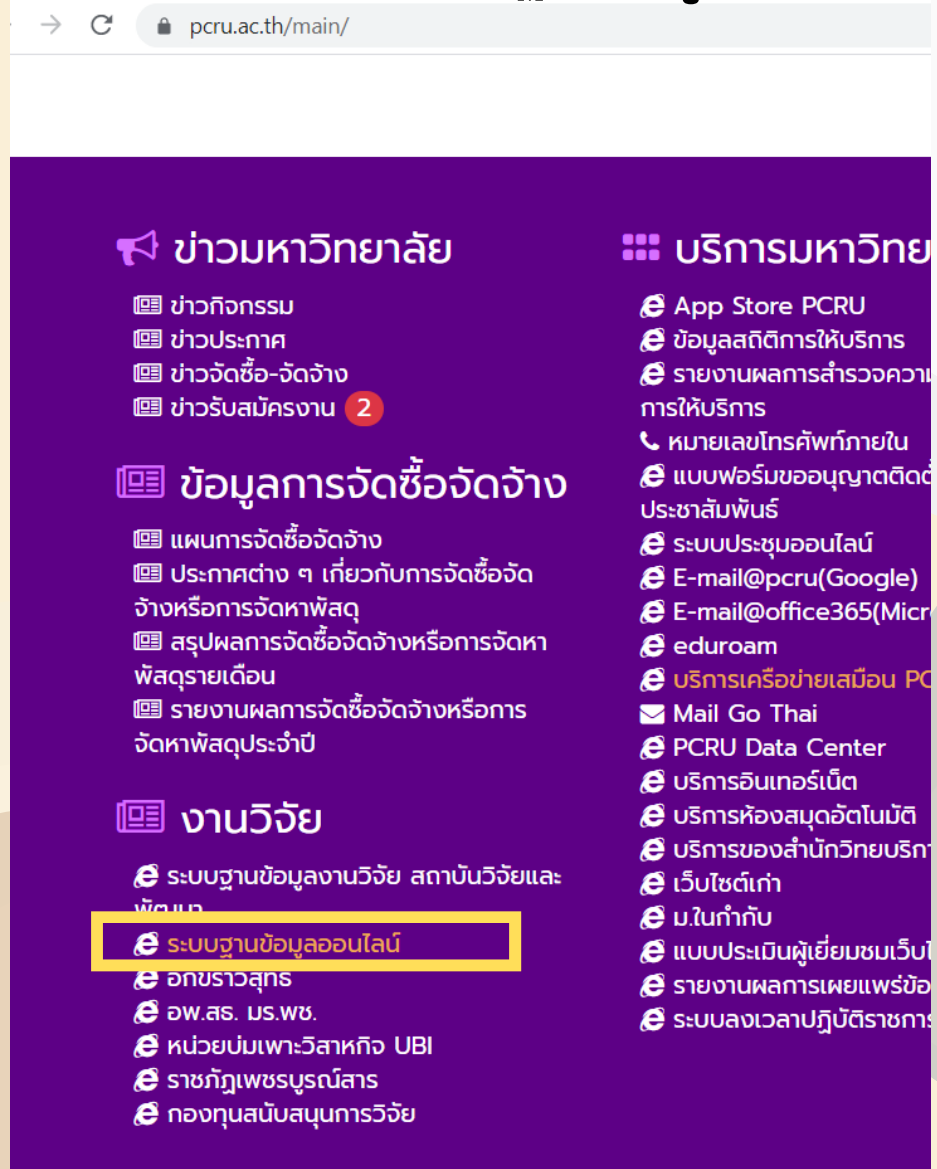 pcru.ac.th/main/
ข่าวมหาวิทยาลัย
ข่าวกิจกรรม
ข่าวประกาศ
ข่าวจัดซื้อ-จัดจ้าง
ข่าวรับสมัครงาน 2
ข้อมูลการจัดซื้อจัดจ้าง
แผนการจัดซื้อจัดจ้าง
ประกาศต่าง ๆ เกี่ยวกับการจัดซื้อจัด
จ้างหรือการจัดหาพัสดุ
สรุปผลการจัดซื้อจัดจ้างหรือการจัดหา
พัสดุรายเดือน
รายงานผลการจัดซื้อจัดจ้างหรือการ
จัดหาพัสดุประจำปี
งานวิจัย
ระบบฐานข้อมูลงานวิจัย สถาบันวิจัยและ
พัฒนา
ระบบฐานข้อมูลออนไลน์
อักขราวิสุทธิ์
อพ.สธ. มร.พช.
หน่วยบ่มเพาะวิสาหกิจ UBI
ราชภัฏเพชรบูรณ์สาร
กองทุนสนับสนุนการวิจัย
บริการมหาวิทย
App Store PCRU
ข้อมูลสถิติการให้บริการ
รายงานผลการสำรวจความ
การให้บริการ
หมายเลขโทรศัพท์ภายใน
แบบฟอร์มขออนุญาตติดตั้
ประชาสัมพันธ์
ระบบประชุมออนไลน์
E-mail@pcru(Google)
E-mail@office365(Micr
eduroam
บริการเครือข่ายเสมือน PC
Mail Go Thai
PCRU Data Center
บริการอินเทอร์เน็ต
บริการห้องสมุดอัตโนมัติ
บริการของสำนักวิทยบริกา
เว็บไซต์เก่า
ม.ในกำกับ
แบบประเมินผู้เยี่ยมชมเว็บไ
รายงานผลการเผยแพร่ข้อ
ระบบลงเวลาปฏิบัติราชการ